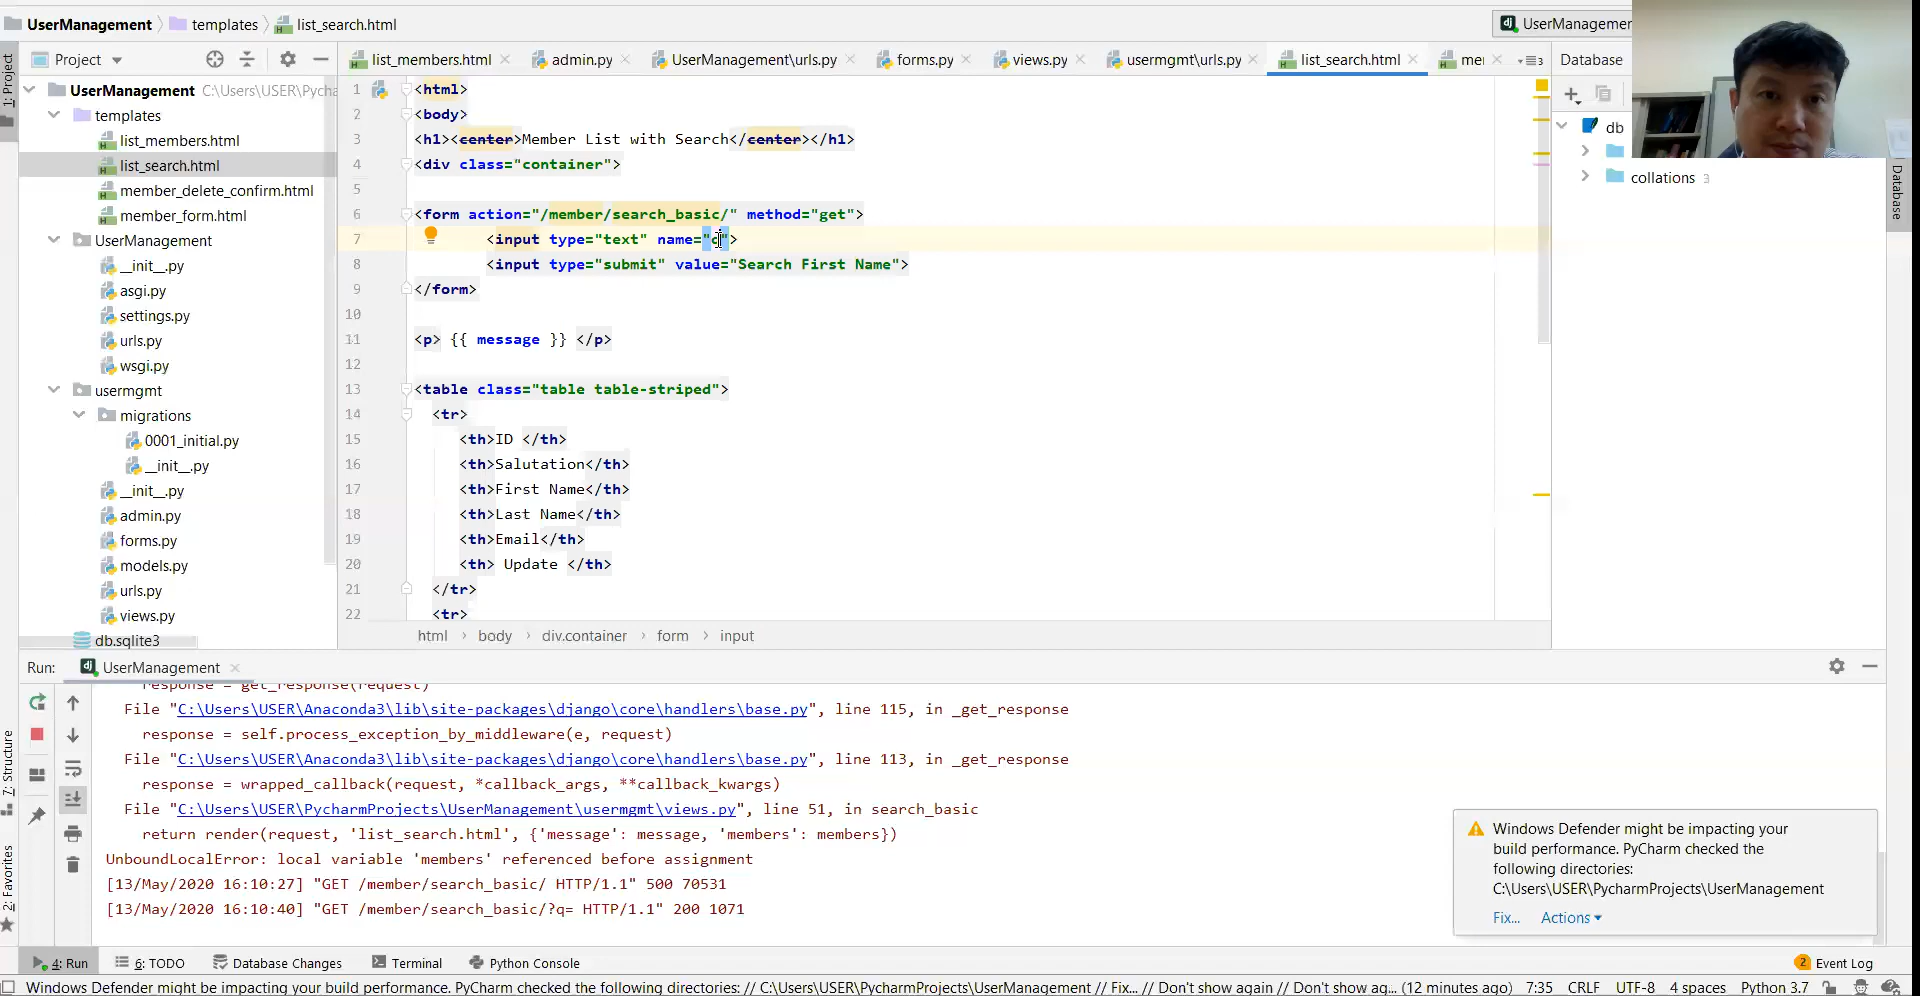 UserManagement
templates
list_search.html
UserManagemer
1: Project
Project
list_members.html
admin.py
UserManagement\urls.py
forms.py
views.py
usermgmt\urls.py
list_search.html
Database
UserManagement C:\Users\USER\Pycha
templates
list_members.html
list_search.html
member_delete_confirm.html
member_form.html
UserManagement
__init__.py
asgi.py
settings.py
urls.py
wsgi.py
usermgmt
migrations
0001_initial.py
__init__.py
__init__.py
admin.py
forms.py
models.py
urls.py
views.py
db.sqlite3
1 <html>
2 <body>
3 <h1><center>Member List with Search</center></h1>
4 <div class="container">
5
6 <form action="/member/search_basic/" method="get">
7 <input type="text" name="q">
8 <input type="submit" value="Search First Name">
9 </form>
10
11 <p> {{ message }} </p>
12
13 <table class="table table-striped">
14 <tr>
15 <th>ID </th>
16 <th>Salutation</th>
17 <th>First Name</th>
18 <th>Last Name</th>
19 <th>Email</th>
20 <th> Update </th>
21 </tr>
22 <tr>
html
body
div.container
form
input
db
collations 3
Database
Run:
UserManagement
response = get_response(request)
File "C:\Users\USER\Anaconda3\lib\site-packages\django\core\handlers\base.py", line 115, in _get_response
response = self.process_exception_by_middleware(e, request)
File "C:\Users\USER\Anaconda3\lib\site-packages\django\core\handlers\base.py", line 113, in _get_response
response = wrapped_callback(request, *callback_args, **callback_kwargs)
File "C:\Users\USER\PycharmProjects\UserManagement\usermgmt\views.py", line 51, in search_basic
return render(request, 'list_search.html', {'message': message, 'members': members})
UnboundLocalError: local variable 'members' referenced before assignment
[13/May/2020 16:10:27] "GET /member/search_basic/ HTTP/1.1" 500 70531
[13/May/2020 16:10:40] "GET /member/search_basic/?q= HTTP/1.1" 200 1071
7: Structure
2: Favorites
Windows Defender might be impacting your
build performance. PyCharm checked the
following directories:
C:\Users\USER\PycharmProjects\UserManagement
Fix...
Actions
4: Run
6: TODO
Database Changes
Terminal
Python Console
2 Event Log
Windows Defender might be impacting your build performance. PyCharm checked the following directories: // C:\Users\USER\PycharmProjects\UserManagement // Fix... // Don't show again // Don't show ag... (12 minutes ago)
7:35
CRLF
UTF-8
4 spaces
Python 3.7